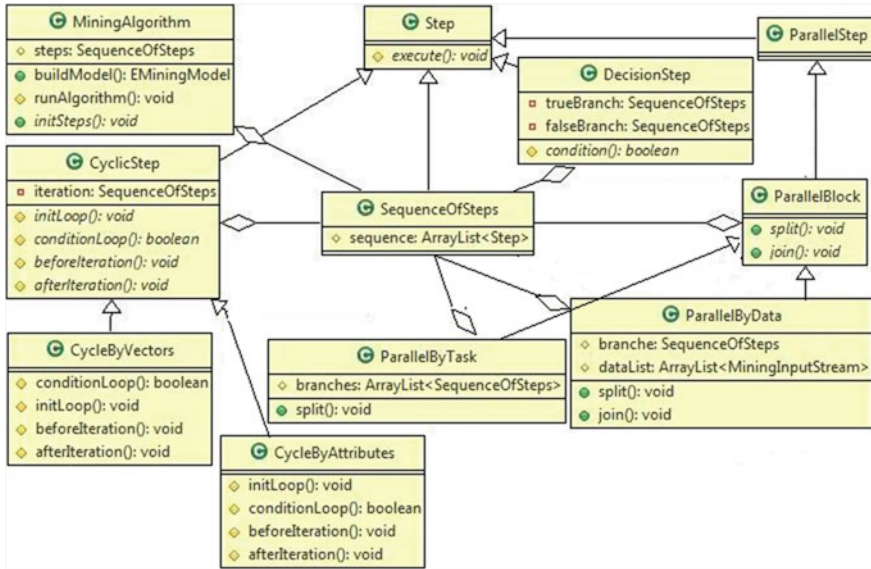 MiningAlgorithm
steps: SequenceOfSteps
buildModel(): EMiningModel
runAlgorithm(): void
initSteps(): void
Step
execute(): void
ParallelStep
DecisionStep
trueBranch: SequenceOfSteps
falseBranch: SequenceOfSteps
condition(): boolean
CyclicStep
iteration: SequenceOfSteps
initLoop(): void
conditionLoop(): boolean
beforeIteration(): void
afterIteration(): void
SequenceOfSteps
sequence: ArrayList<Step>
ParallelBlock
split(): void
join(): void
CycleByVectors
conditionLoop(): boolean
initLoop(): void
beforeIteration(): void
afterIteration(): void
ParallelByTask
branches: ArrayList<SequenceOfSteps>
split(): void
ParallelByData
branche: SequenceOfSteps
dataList: ArrayList<MiningInputStream>
split(): void
join(): void
CycleByAttributes
initLoop(): void
conditionLoop(): boolean
beforeIteration(): void
afterIteration(): void